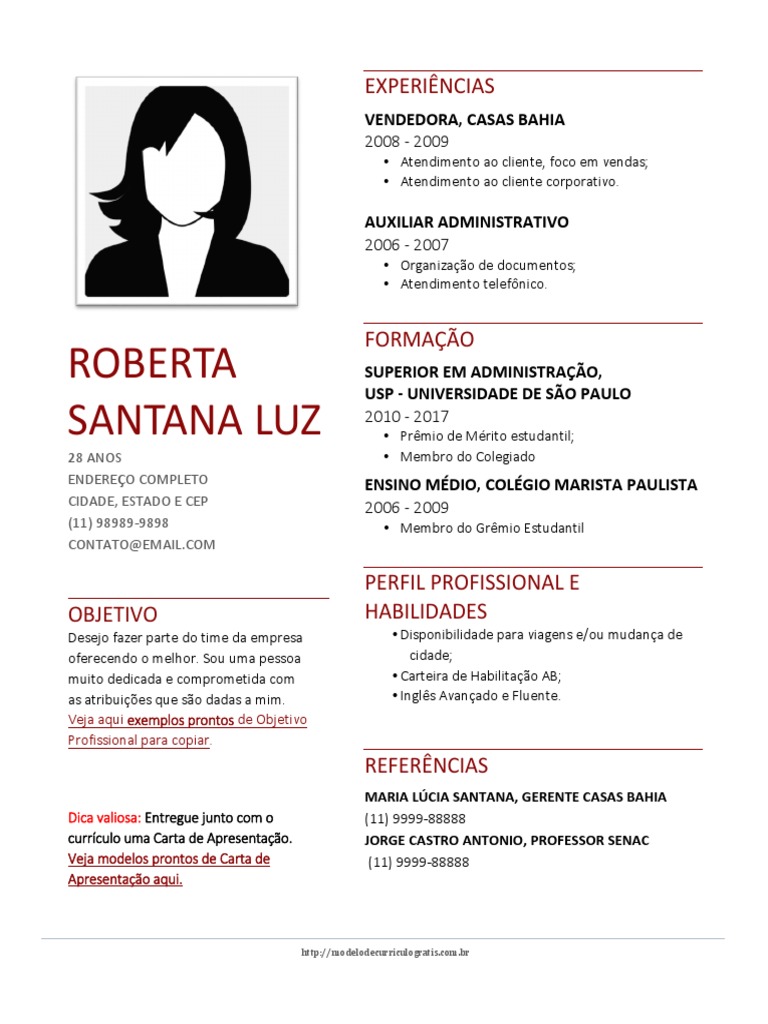 ROBERTA
SANTANA LUZ
28 ANOS
ENDEREÇO COMPLETO
CIDADE, ESTADO E CEP
(11) 98989-9898
CONTATO@EMAIL.COM
OBJETIVO
Desejo fazer parte do time da empresa
oferecendo o melhor. Sou uma pessoa
muito dedicada e comprometida com
as atribuições que são dadas a mim.
Veja aqui exemplos prontos de Objetivo
Profissional para copiar.
Dica valiosa: Entregue junto com o
currículo uma Carta de Apresentação.
Veja modelos prontos de Carta de
Apresentação aqui.
EXPERIÊNCIAS
VENDEDORA, CASAS BAHIA
2008 - 2009
• Atendimento ao cliente, foco em vendas;
• Atendimento ao cliente corporativo.
AUXILIAR ADMINISTRATIVO
2006 - 2007
• Organização de documentos;
• Atendimento telefônico.
FORMAÇÃO
SUPERIOR EM ADMINISTRAÇÃO,
USP - UNIVERSIDADE DE SÃO PAULO
2010 - 2017
• Prêmio de Mérito estudantil;
• Membro do Colegiado
ENSINO MÉDIO, COLÉGIO MARISTA PAULISTA
2006 - 2009
• Membro do Grêmio Estudantil
PERFIL PROFISSIONAL E
HABILIDADES
• Disponibilidade para viagens e/ou mudança de
cidade;
• Carteira de Habilitação AB;
• Inglês Avançado e Fluente.
REFERÊNCIAS
MARIA LÚCIA SANTANA, GERENTE CASAS BAHIA
(11) 9999-88888
JORGE CASTRO ANTONIO, PROFESSOR SENAC
(11) 9999-88888
http://modelodecurriculogratis.com.br